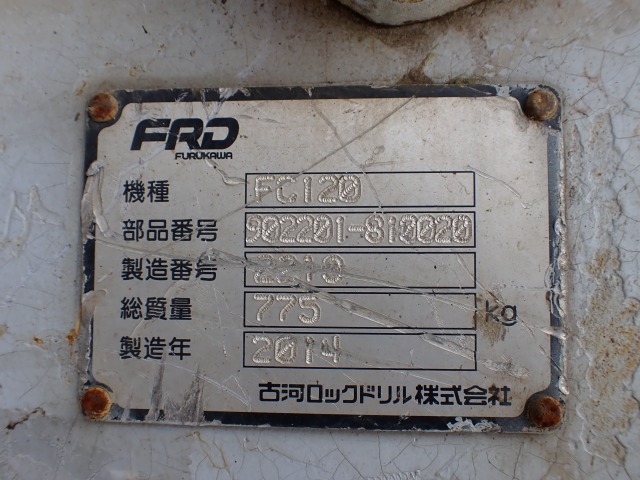 FRD
FURUKAWA
機種 FC120
部品番号 902201-810020
製造番号 2213
総質量 775 kg
製造年 2014
古河ロックドリル株式会社